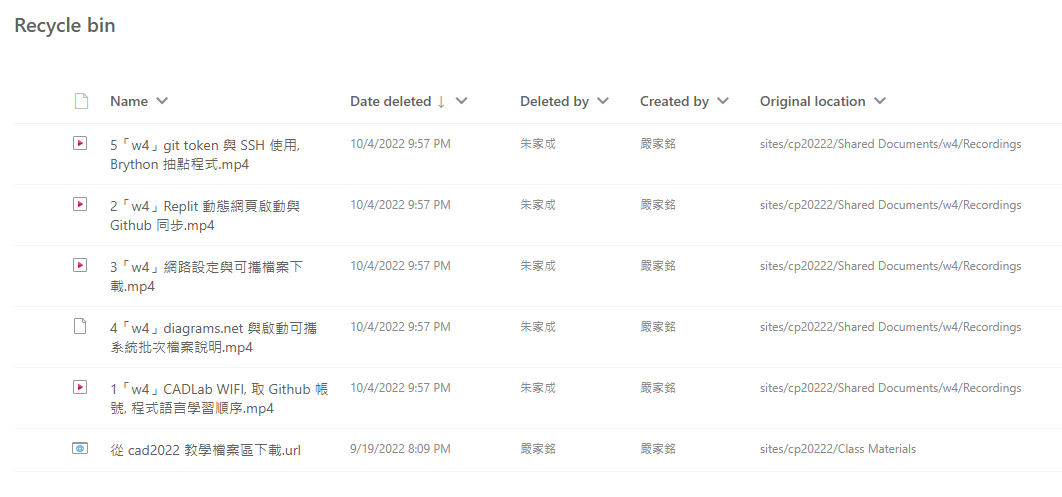 Recycle bin
Name Date deleted ↓ Deleted by Created by Original location
5「w4」git token 與 SSH 使用, 10/4/2022 9:57 PM 朱家成 嚴家銘 sites/cp20222/Shared Documents/w4/Recordings
Brython 抽點程式.mp4
2「w4」Replit 動態網頁啟動與 10/4/2022 9:57 PM 朱家成 嚴家銘 sites/cp20222/Shared Documents/w4/Recordings
Github 同步.mp4
3「w4」網路設定與可攜檔案下 10/4/2022 9:57 PM 朱家成 嚴家銘 sites/cp20222/Shared Documents/w4/Recordings
載.mp4
4「w4」diagrams.net 與啟動可攜 10/4/2022 9:57 PM 朱家成 嚴家銘 sites/cp20222/Shared Documents/w4/Recordings
系統批次檔案說明.mp4
1「w4」CADLab WIFI, 取 Github 帳 10/4/2022 9:57 PM 朱家成 嚴家銘 sites/cp20222/Shared Documents/w4/Recordings
號, 程式語言學習順序.mp4
從 cad2022 教學檔案區下載.url 9/19/2022 8:09 PM 嚴家銘 嚴家銘 sites/cp20222/Class Materials